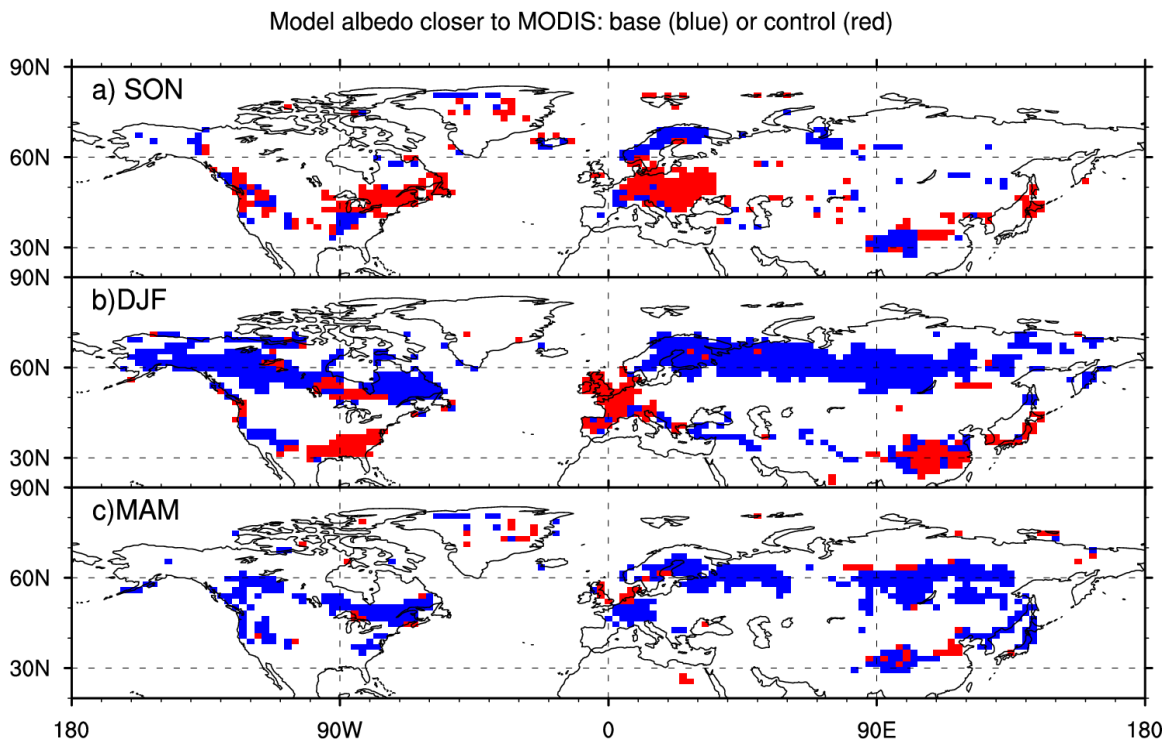 Model albedo closer to MODIS: base (blue) or control (red)
90N
a) SON
60N
30N
90N
b)DJF
60N
30N
90N
c)MAM
60N
30N
180 90W 0 90E 180